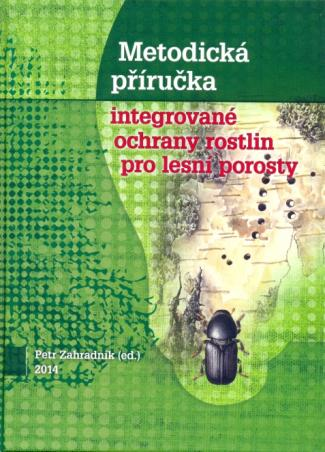 Metodická
příručka
integrované
ochrany rostlin
pro lesní porosty
Petr Zahradník (ed.)
2014